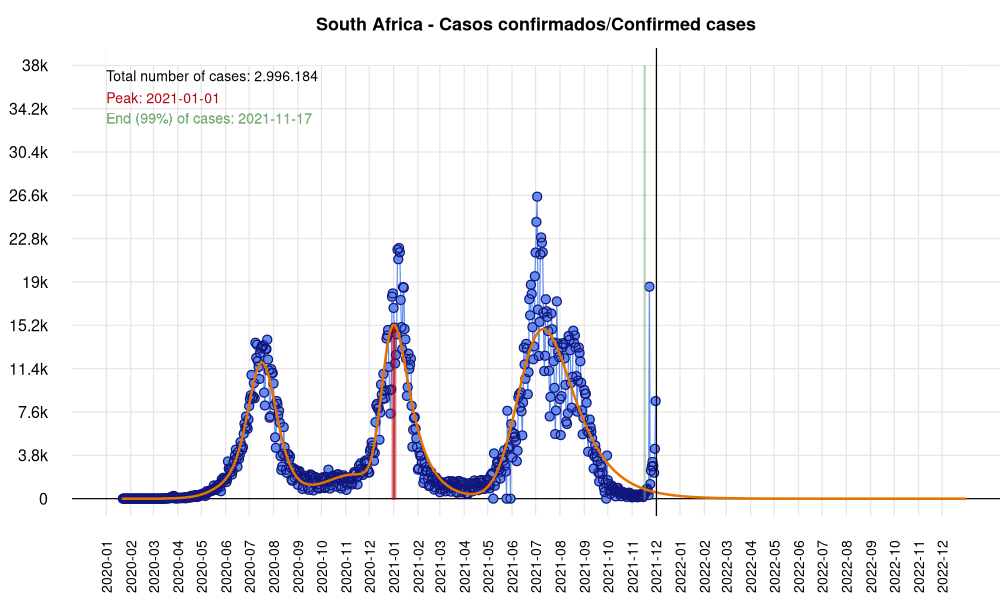 South Africa - Casos confirmados/Confirmed cases
38k
Total number of cases: 2.996.184
Peak: 2021-01-01
34.2k
End (99%) of cases: 2021-11-17
30.4k
26.6k
22.8k
19k
15.2k
11.4k
7.6k
3.8k
0
2020-01
2020-02
2020-03
2020-04
2020-05
2020-06
2020-07
2020-08
2020-09
2020-10
2020-11
2020-12
2021-01
2021-02
2021-03
2021-04
2021-05
2021-06
2021-07
2021-08
2021-09
2021-10
2021-11
2021-12
2022-01
2022-02
2022-03
2022-04
2022-05
2022-06
2022-07
2022-08
2022-09
2022-10
2022-11
2022-12